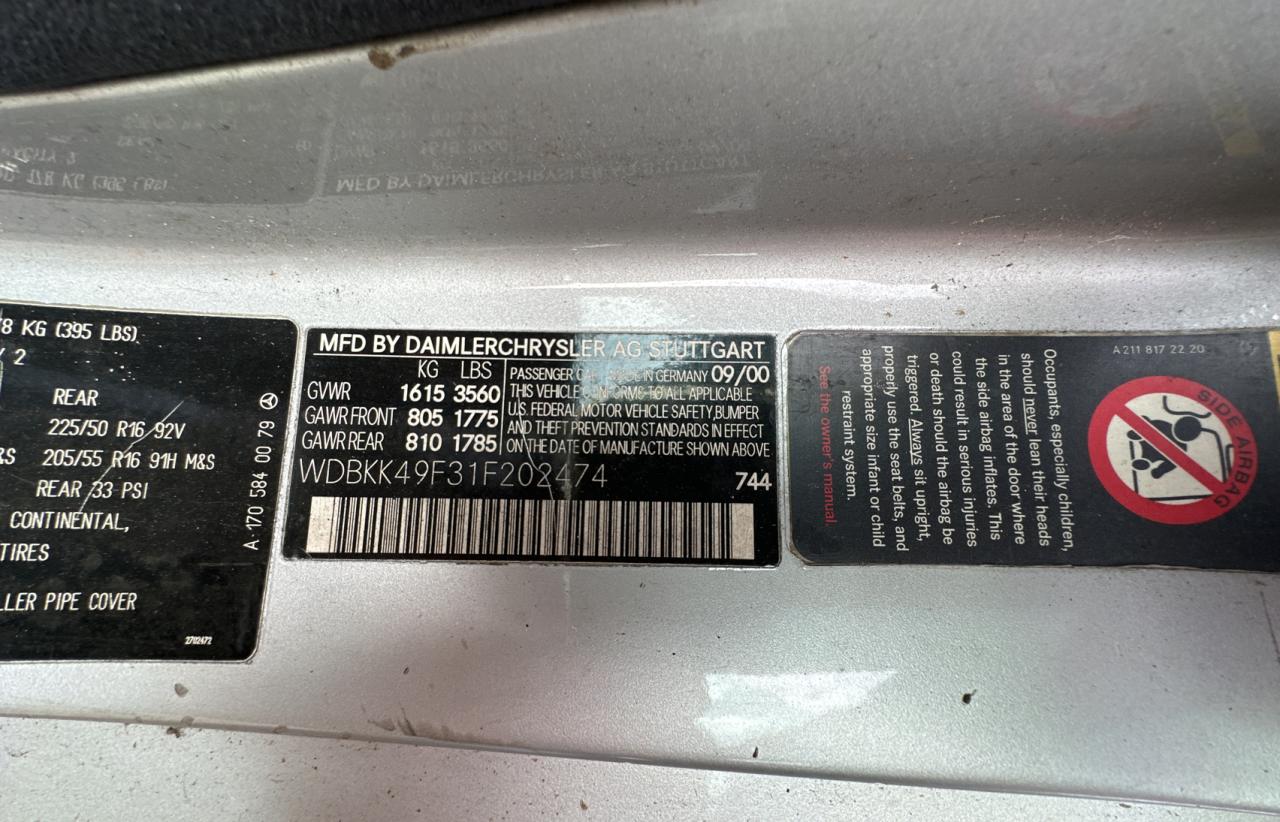 78 KG (395 LBS)
2
REAR
225/50 R16 92V
205/55 R16 91H M&S
REAR 33 PSI
CONTINENTAL,
TIRES
PIPE COVER
2702472
A 170 584 00 79
MFD BY DAIMLERCHRYSLER AG STUTTGART
KG LBS
GVWR 1615 3560
GAWR FRONT 805 1775
GAWR REAR 810 1785
PASSENGER CAR MADE IN GERMANY 09/00
THIS VEHICLE CONFORMS TO ALL APPLICABLE
U.S. FEDERAL MOTOR VEHICLE SAFETY, BUMPER
AND THEFT PREVENTION STANDARDS IN EFFECT
ON THE DATE OF MANUFACTURE SHOWN ABOVE
WDBKK49F31F202474
744
A 211 817 22 20
SIDE AIRBAG
Occupants, especially children,
should never lean their heads
in the area of the door where
the side airbag inflates. This
could result in serious injuries
or death should the airbag be
triggered. Always sit upright,
properly use the seat belts, and
appropriate size infant or child
restraint system.
See the owner's manual.